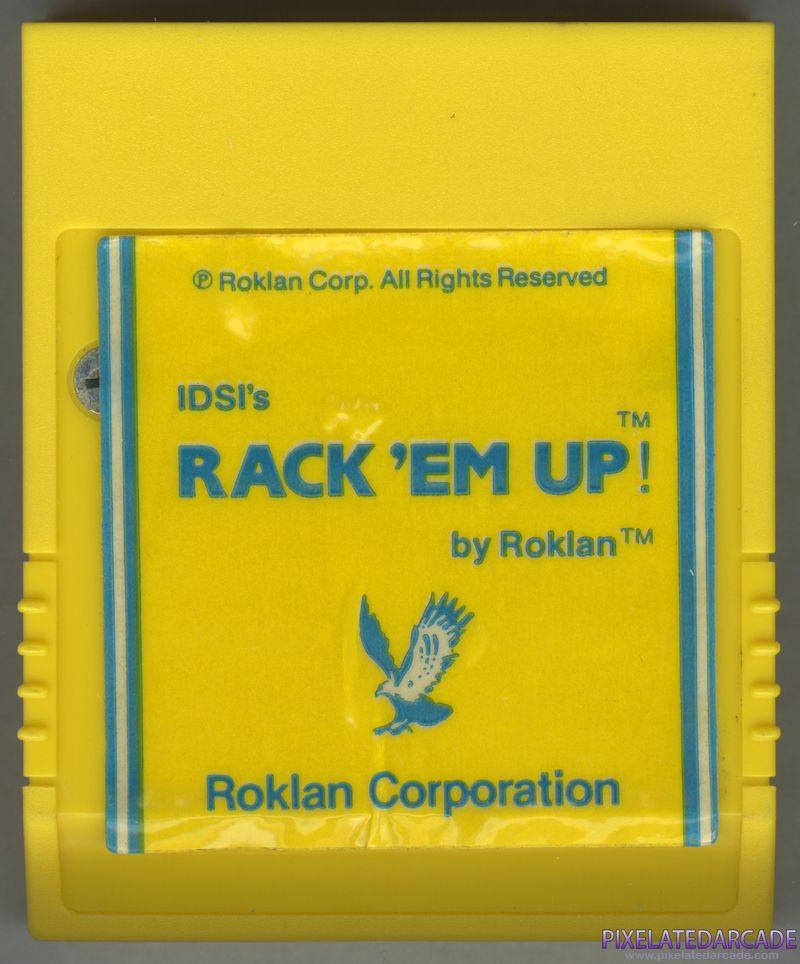 ℗ Roklan Corp. All Rights Reserved
IDSI's
RACK 'EM UP!™
by Roklan™
Roklan Corporation
PIXELATEDARCADE
www.pixelatedarcade.com